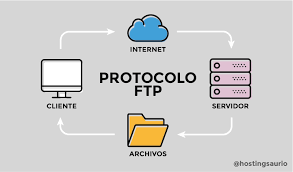 INTERNET
PROTOCOLO
FTP
CLIENTE
SERVIDOR
ARCHIVOS
@hostingsaurio